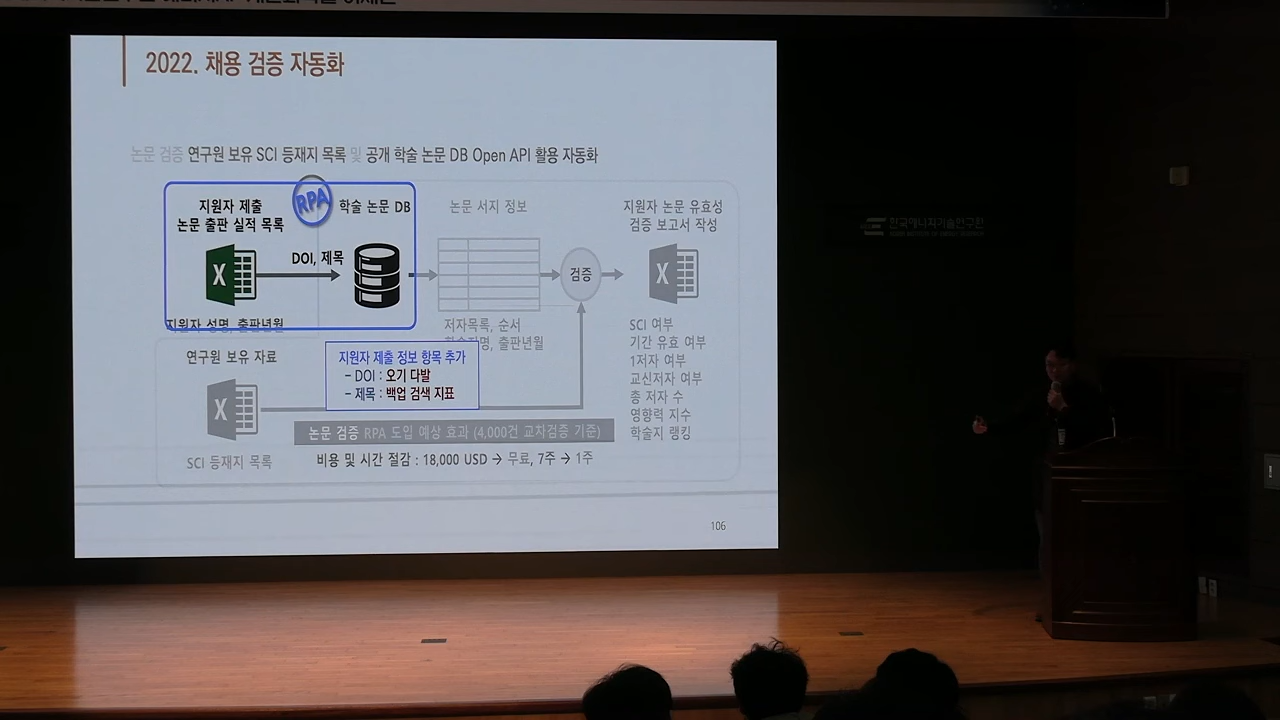 2022. 채용 검증 자동화
논문 검증 연구원 보유 SCI 등재지 목록 및 공개 학술 논문 DB Open API 활용 자동화
지원자 제출
논문 출판 실적 목록
RPA
학술 논문 DB
논문 서지 정보
지원자 논문 유효성
검증 보고서 작성
X
DOI, 제목
검증
X
지원자 성명, 출판년월
저자목록, 순서
출판년월
SCI 여부
기간 유효 여부
1저자 여부
교신저자 여부
총 저자 수
영향력 지수
학술지 랭킹
연구원 보유 자료
X
SCI 등재지 목록
지원자 제출 정보 항목 추가
– DOI : 오기 다발
– 제목 : 백업 검색 지표
논문 검증 RPA 도입 예상 효과 (4,000건 교차검증 기준)
비용 및 시간 절감 : 18,000 USD → 무료, 7주 → 1주
106
한국에너지기술연구원